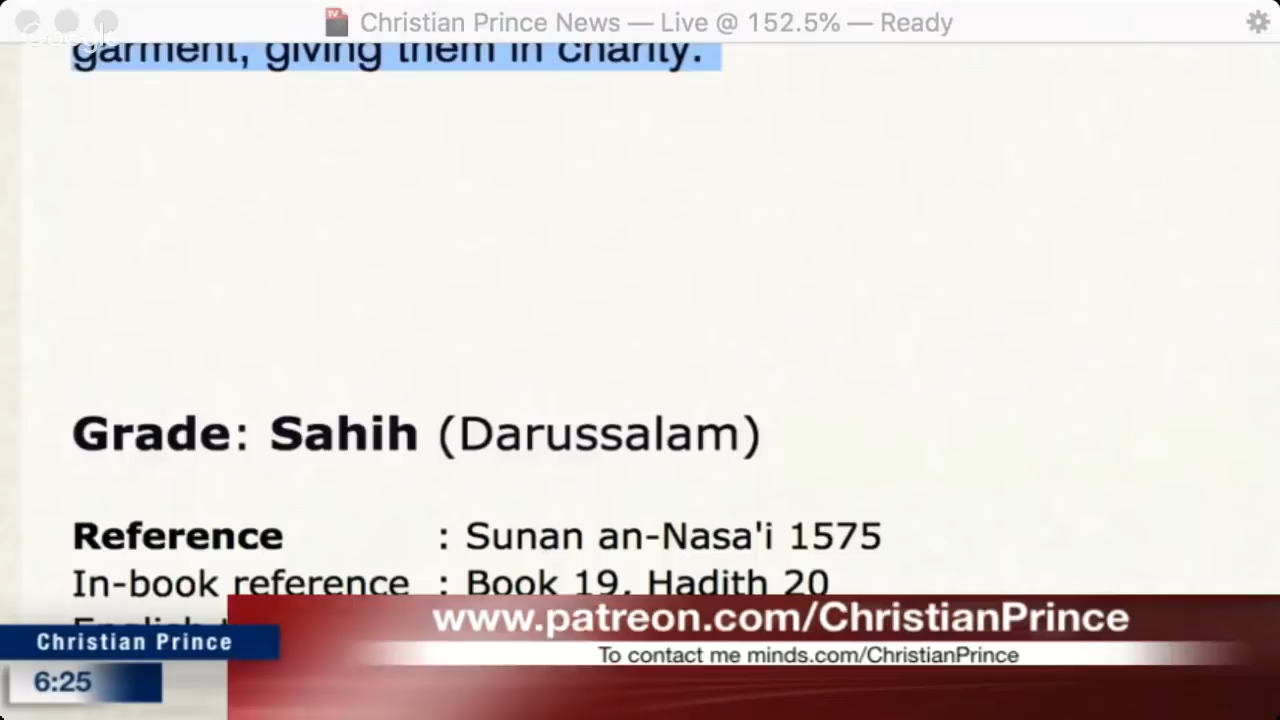 Christian Prince News — Live @ 152.5% — Ready
Google
garment, giving them in charity.
Grade: Sahih (Darussalam)
Reference : Sunan an-Nasa'i 1575
In-book reference : Book 19, Hadith 20
English
www.patreon.com/ChristianPrince
Christian Prince
To contact me minds.com/ChristianPrince
6:25